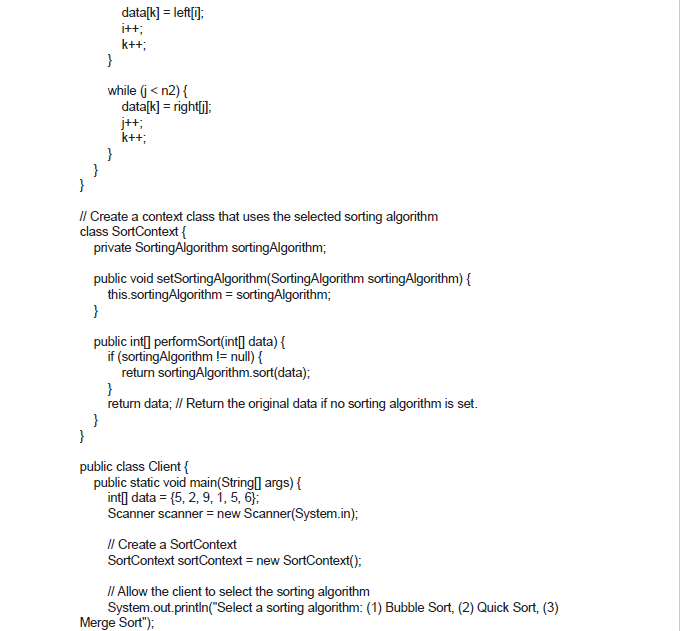 data[k] = left[i];
i++;
k++;
}
while (j < n2) {
data[k] = right[j];
j++;
k++;
}
}
}
// Create a context class that uses the selected sorting algorithm
class SortContext {
private SortingAlgorithm sortingAlgorithm;
public void setSortingAlgorithm(SortingAlgorithm sortingAlgorithm) {
this.sortingAlgorithm = sortingAlgorithm;
}
public int[] performSort(int[] data) {
if (sortingAlgorithm != null) {
return sortingAlgorithm.sort(data);
}
return data; // Return the original data if no sorting algorithm is set.
}
}
public class Client {
public static void main(String[] args) {
int[] data = {5, 2, 9, 1, 5, 6};
Scanner scanner = new Scanner(System.in);
// Create a SortContext
SortContext sortContext = new SortContext();
// Allow the client to select the sorting algorithm
System.out.println("Select a sorting algorithm: (1) Bubble Sort, (2) Quick Sort, (3)
Merge Sort");